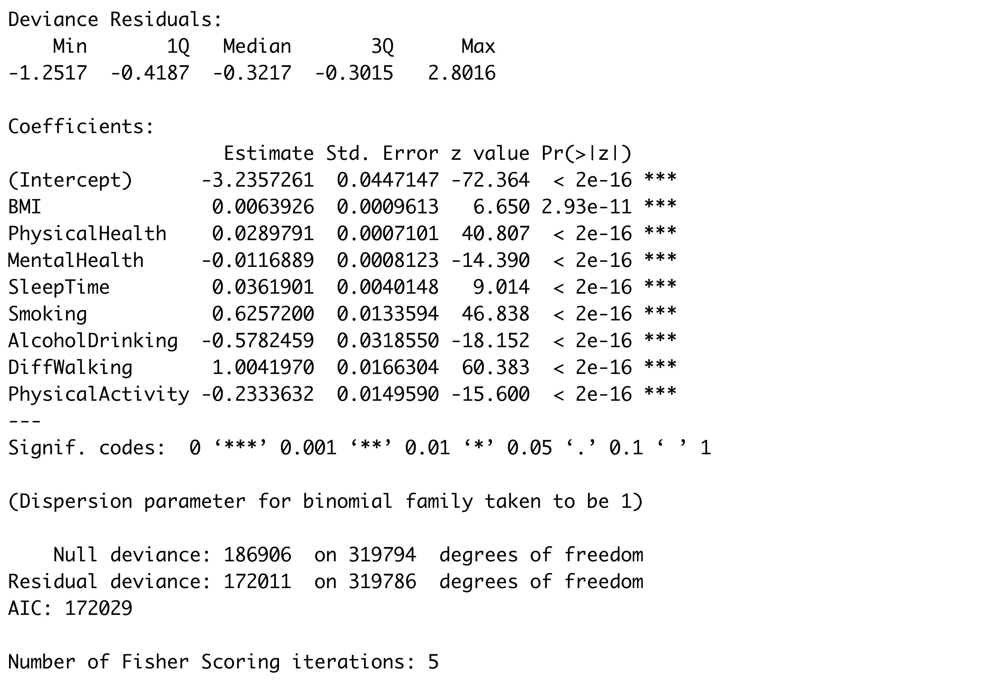 Deviance Residuals:
    Min       1Q   Median       3Q      Max
-1.2517  -0.4187  -0.3217  -0.3015   2.8016

Coefficients:
                   Estimate Std. Error z value Pr(>|z|)
(Intercept)      -3.2357261  0.0447147 -72.364  < 2e-16 ***
BMI               0.0063926  0.0009613   6.650 2.93e-11 ***
PhysicalHealth    0.0289791  0.0007101  40.807  < 2e-16 ***
MentalHealth     -0.0116889  0.0008123 -14.390  < 2e-16 ***
SleepTime         0.0361901  0.0040148   9.014  < 2e-16 ***
Smoking           0.6257200  0.0133594  46.838  < 2e-16 ***
AlcoholDrinking  -0.5782459  0.0318550 -18.152  < 2e-16 ***
DiffWalking       1.0041970  0.0166304  60.383  < 2e-16 ***
PhysicalActivity -0.2333632  0.0149590 -15.600  < 2e-16 ***
---
Signif. codes:  0 ‘***’ 0.001 ‘**’ 0.01 ‘*’ 0.05 ‘.’ 0.1 ‘ ’ 1

(Dispersion parameter for binomial family taken to be 1)

    Null deviance: 186906  on 319794  degrees of freedom
Residual deviance: 172011  on 319786  degrees of freedom
AIC: 172029

Number of Fisher Scoring iterations: 5